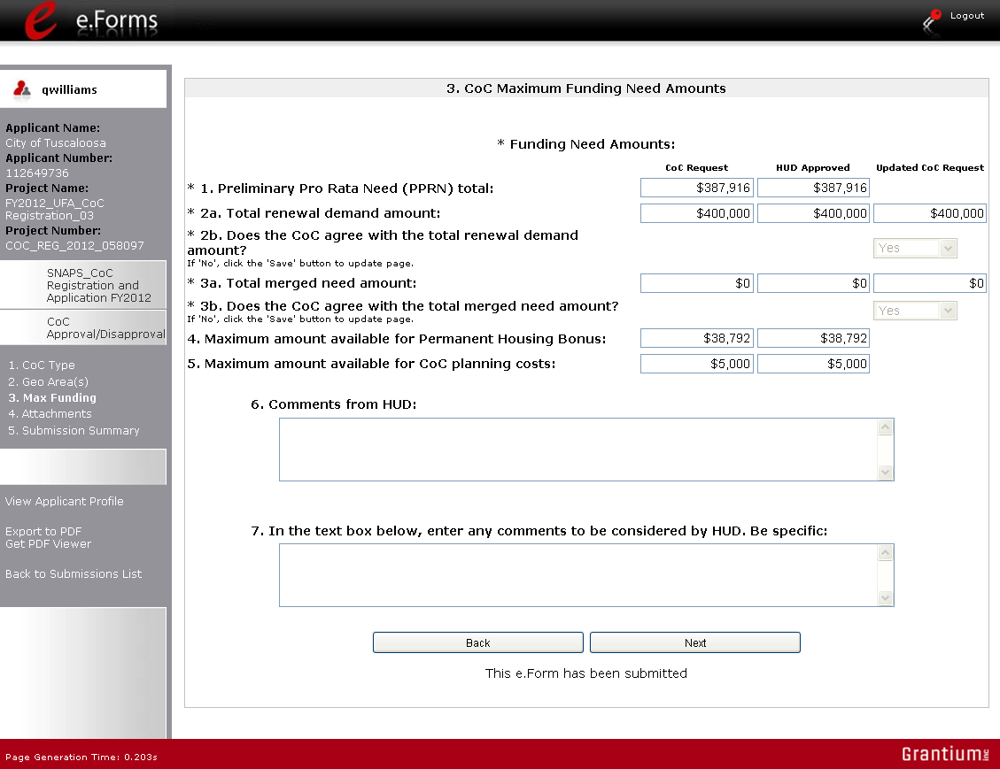 e e.Forms
Logout
qwilliams
Applicant Name:
City of Tuscaloosa
Applicant Number:
112649736
Project Name:
FY2012_UFA_CoC
Registration_03
Project Number:
COC_REG_2012_058097
SNAPS_CoC
Registration and
Application FY2012
CoC
Approval/Disapproval
1. CoC Type
2. Geo Area(s)
3. Max Funding
4. Attachments
5. Submission Summary
View Applicant Profile
Export to PDF
Get PDF Viewer
Back to Submissions List
3. CoC Maximum Funding Need Amounts
* Funding Need Amounts:
CoC Request HUD Approved Updated CoC Request
* 1. Preliminary Pro Rata Need (PPRN) total: $387,916 $387,916
* 2a. Total renewal demand amount: $400,000 $400,000 $400,000
* 2b. Does the CoC agree with the total renewal demand
amount? Yes
If 'No', click the 'Save' button to update page.
* 3a. Total merged need amount: $0 $0 $0
* 3b. Does the CoC agree with the total merged need amount? Yes
If 'No', click the 'Save' button to update page.
4. Maximum amount available for Permanent Housing Bonus: $38,792 $38,792
5. Maximum amount available for CoC planning costs: $5,000 $5,000
6. Comments from HUD:
7. In the text box below, enter any comments to be considered by HUD. Be specific:
Back Next
This e.Form has been submitted
Page Generation Time: 0.203s
Grantium inc